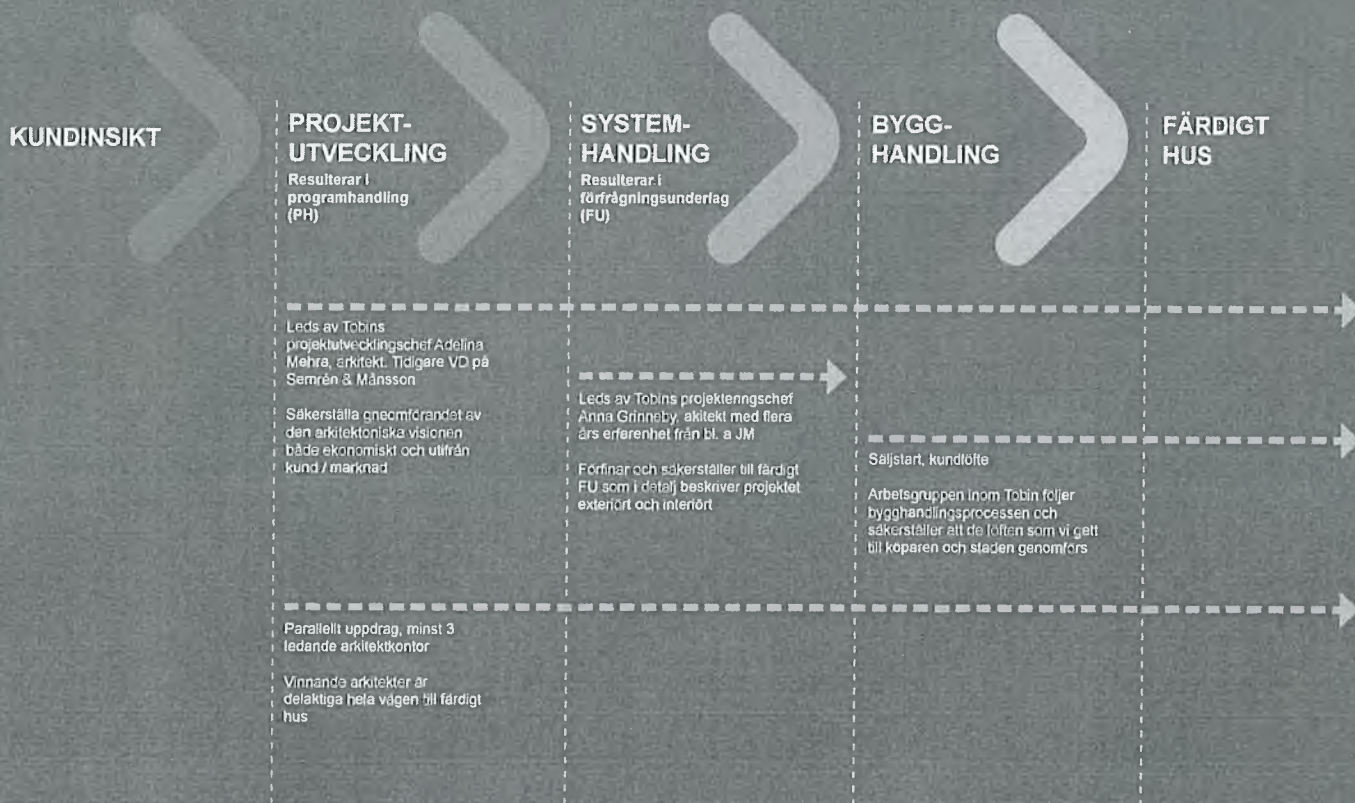 KUNDINSIKT
PROJEKT-
UTVECKLING
Resulterar i
programhandling
(PH)
SYSTEM-
HANDLING
Resulterar i
förfrågningsunderlag
(FU)
BYGG-
HANDLING
FÄRDIGT
HUS
Leds av Tobins
projektutvecklingschef Adelina
Mehra, arkitekt. Tidigare VD på
Semrén & Månsson
Säkerställa gneomförandet av
den arkitektoniska visionen
både ekonomiskt och utifrån
kund / marknad
Leds av Tobins projekteringschef
Anna Grinneby, akitekt med flera
års erfarenhet från bl. a JM
Förfinar och säkerställer till färdigt
FU som i detalj beskriver projektet
exteriört och interiört
Säljstart, kundlöfte
Arbetsgruppen inom Tobin följer
bygghandlingsprocessen och
säkerställer att de löften som vi gett
till köparen och staden genomförs
Parallellt uppdrag, minst 3
ledande arkitektkontor
Vinnande arkitekter är
delaktiga hela vägen till färdigt
hus